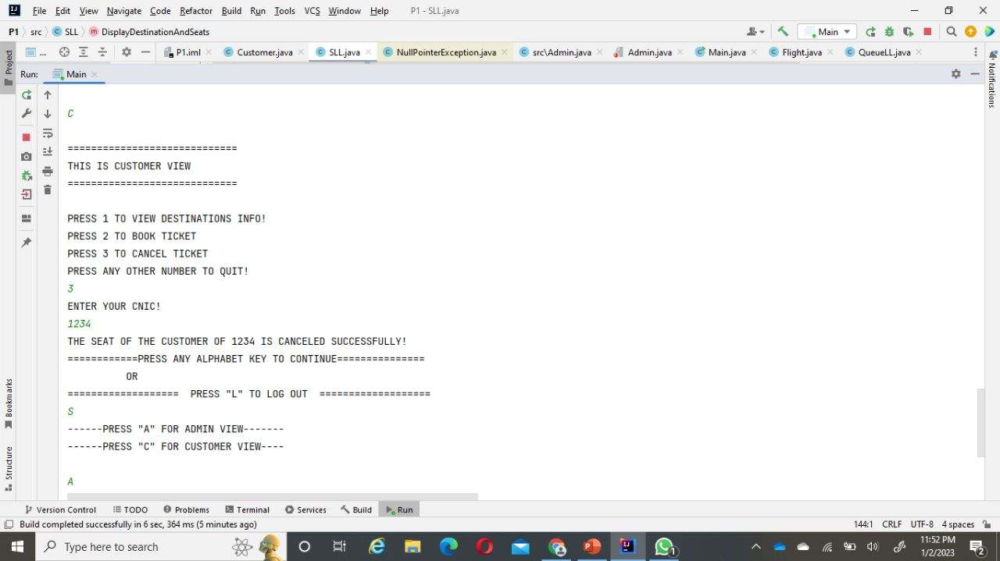 File Edit View Navigate Code Refactor Build Run Tools VCS Window Help P1 - SLL.java
P1 src SLL DisplayDestinationAndSeats Main
Project ... P1.iml Customer.java SLL.java NullPointerException.java src\Admin.java Admin.java Main.java Flight.java QueueLL.java Notifications
Run: Main
C
=============================
THIS IS CUSTOMER VIEW
=============================
PRESS 1 TO VIEW DESTINATIONS INFO!
PRESS 2 TO BOOK TICKET
PRESS 3 TO CANCEL TICKET
PRESS ANY OTHER NUMBER TO QUIT!
3
ENTER YOUR CNIC!
1234
THE SEAT OF THE CUSTOMER OF 1234 IS CANCELED SUCCESSFULLY!
============PRESS ANY ALPHABET KEY TO CONTINUE===============
OR
=================== PRESS "L" TO LOG OUT ===================
S
------PRESS "A" FOR ADMIN VIEW-------
------PRESS "C" FOR CUSTOMER VIEW----
A
Bookmarks
Structure
Version Control TODO Problems Terminal Services Build Run
Build completed successfully in 6 sec, 364 ms (5 minutes ago) 144:1 CRLF UTF-8 4 spaces
Type here to search 1 11:52 PM
1/2/2023 2